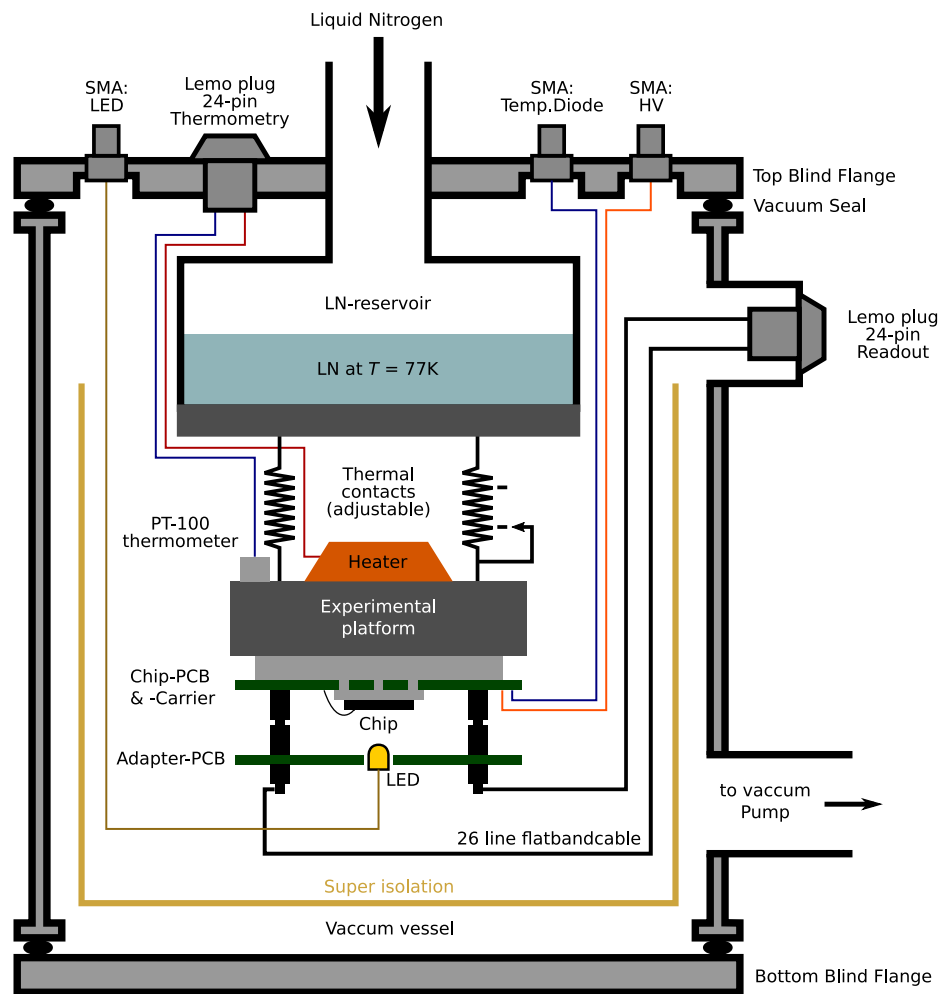 Liquid Nitrogen
SMA:
LED
Lemo plug
24-pin
Thermometry
SMA:
Temp.Diode
SMA:
HV
Top Blind Flange
Vacuum Seal
LN-reservoir
Lemo plug
24-pin
Readout
LN at T = 77K
Thermal
contacts
(adjustable)
PT-100
thermometer
Heater
Experimental
platform
Chip-PCB
& -Carrier
Chip
Adapter-PCB
LED
to vaccum
Pump
26 line flatbandcable
Super isolation
Vaccum vessel
Bottom Blind Flange